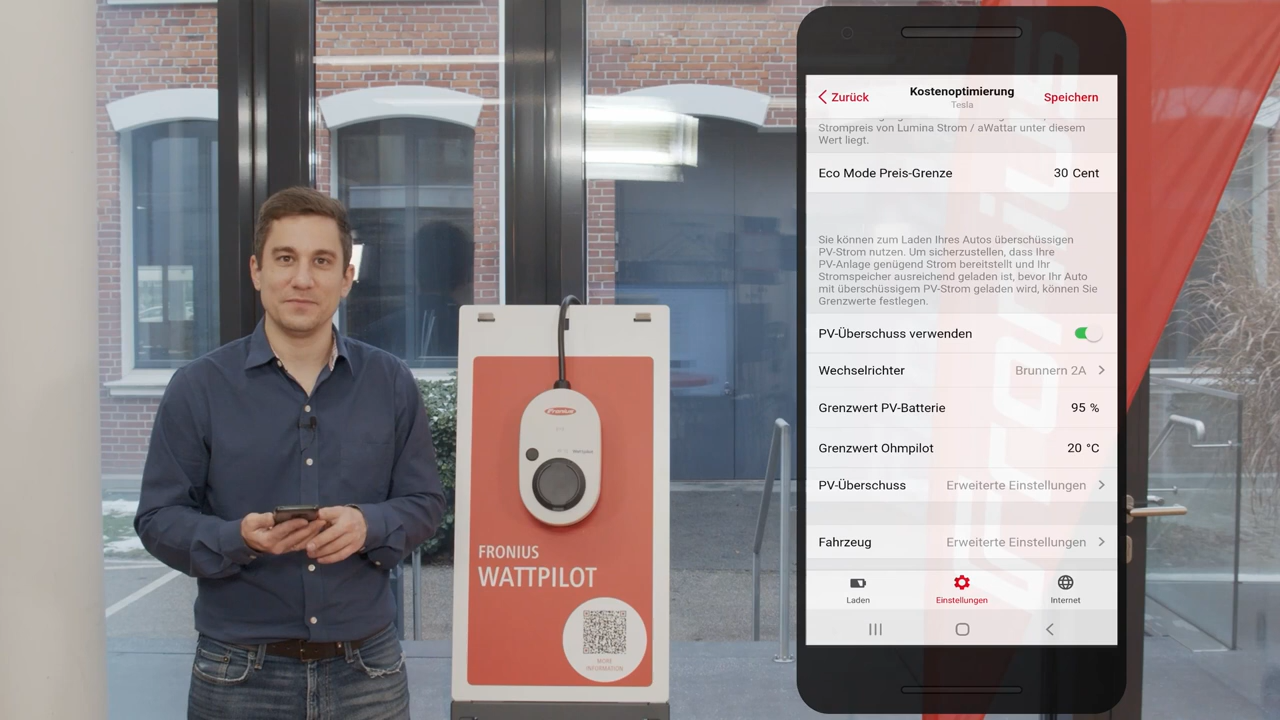 Zurück
Kostenoptimierung
Speichern
Tesla
Strompreis von Lumina Strom / aWattar unter diesem
Wert liegt.
Eco Mode Preis-Grenze 30 Cent
Sie können zum Laden Ihres Autos überschüssigen
PV-Strom nutzen. Um sicherzustellen, dass Ihre
PV-Anlage genügend Strom bereitstellt und Ihr
Stromspeicher ausreichend geladen ist, bevor Ihr Auto
mit überschüssigem PV-Strom geladen wird, können Sie
Grenzwerte festlegen.
PV-Überschuss verwenden
Wechselrichter Brunnern 2A
Grenzwert PV-Batterie 95 %
Grenzwert Ohmpilot 20 °C
PV-Überschuss Erweiterte Einstellungen
Fahrzeug Erweiterte Einstellungen
Laden
Einstellungen
Internet
Fronius
Wattpilot
FRONIUS
WATTPILOT
MORE
INFORMATION
Fronius